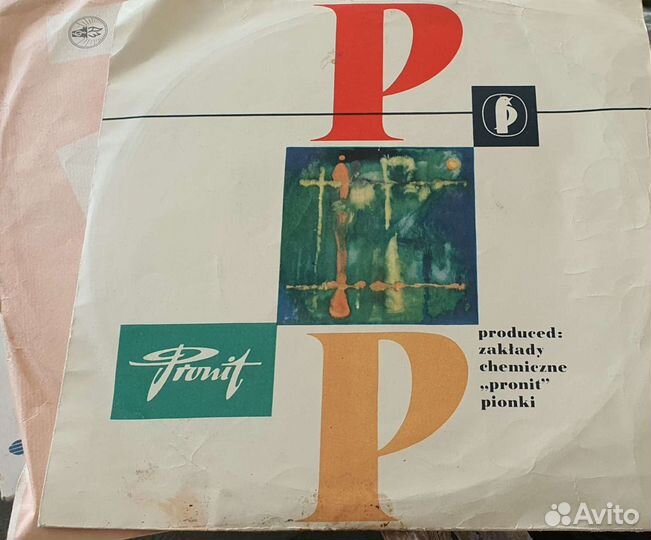 P
P
produced:
zakłady
chemiczne
„pronit”
pionki
Pronit
P
Avito